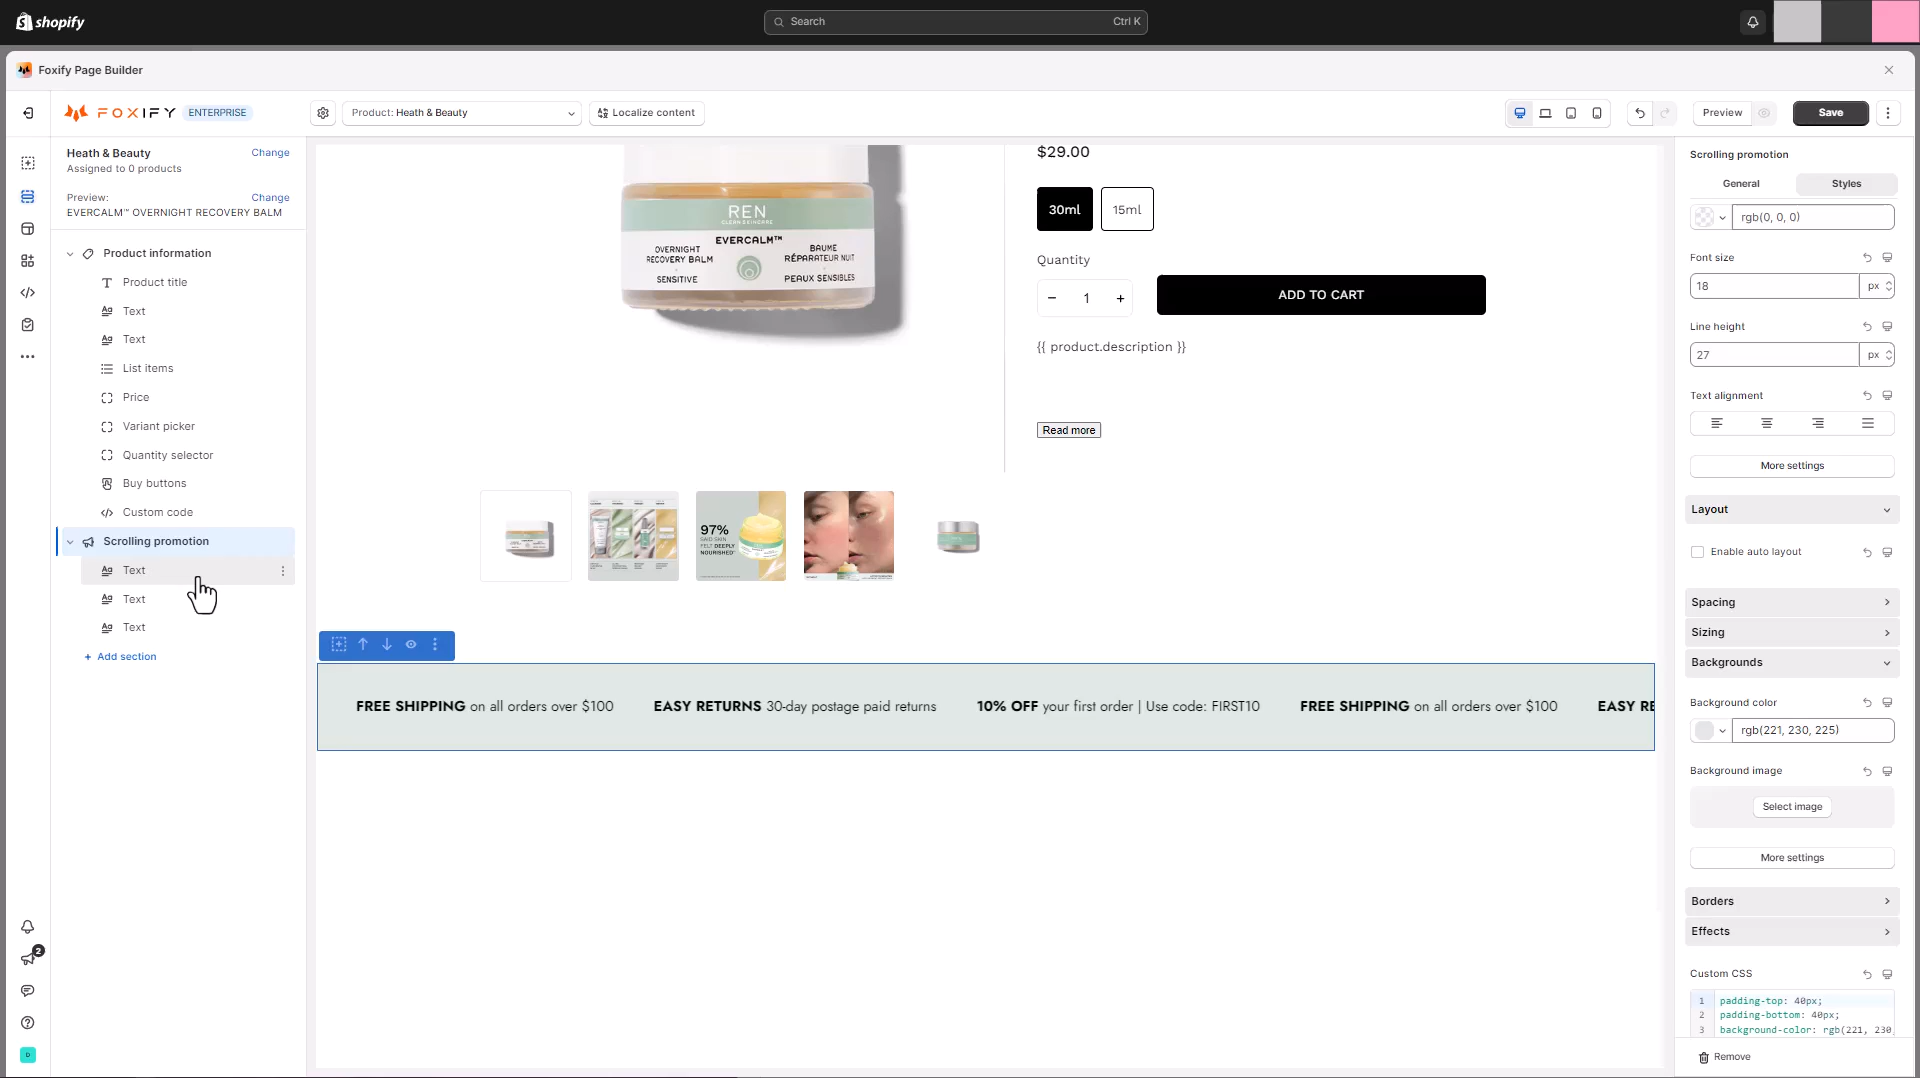 shopify
Search
Ctrl K
Foxify Page Builder
FOXIFY
ENTERPRISE
Product: Heath & Beauty
Localize content
Preview
Save
Heath & Beauty
Change
Assigned to 0 products
Preview:
Change
EVERCALM™ OVERNIGHT RECOVERY BALM
Product information
Product title
Text
Text
List items
Price
Variant picker
Quantity selector
Buy buttons
Custom code
Scrolling promotion
Text
Text
Text
+ Add section
2
D
REN
CLEAN SKINCARE
EVERCALM™
OVERNIGHT
RECOVERY BALM
SENSITIVE
BAUME
RÉPARATEUR NUIT
PEAUX SENSIBLES
$29.00
30ml
15ml
Quantity
− 1 +
ADD TO CART
{{ product.description }}
Read more
97%
SAID SKIN
FELT DEEPLY
NOURISHED
FREE SHIPPING on all orders over $100
EASY RETURNS 30-day postage paid returns
10% OFF your first order | Use code: FIRST10
FREE SHIPPING on all orders over $100
EASY RE
Scrolling promotion
General
Styles
rgb(0, 0, 0)
Font size
18
px
Line height
27
px
Text alignment
More settings
Layout
Enable auto layout
Spacing
Sizing
Backgrounds
Background color
rgb(221, 230, 225)
Background image
Select image
More settings
Borders
Effects
Custom CSS
1 padding-top: 40px;
2 padding-bottom: 40px;
3 background-color: rgb(221, 230,
Remove